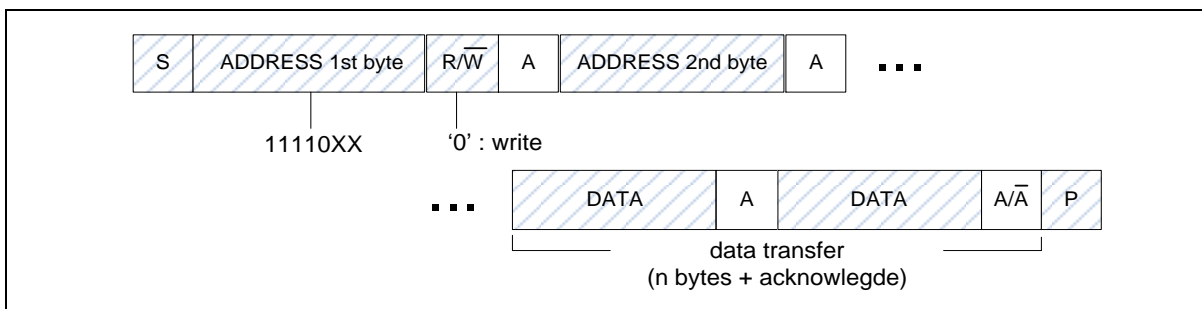 S ADDRESS 1st byte R/W̅ A ADDRESS 2nd byte A ...
11110XX ‘0’ : write
... DATA A DATA A/A̅ P
data transfer
(n bytes + acknowlegde)